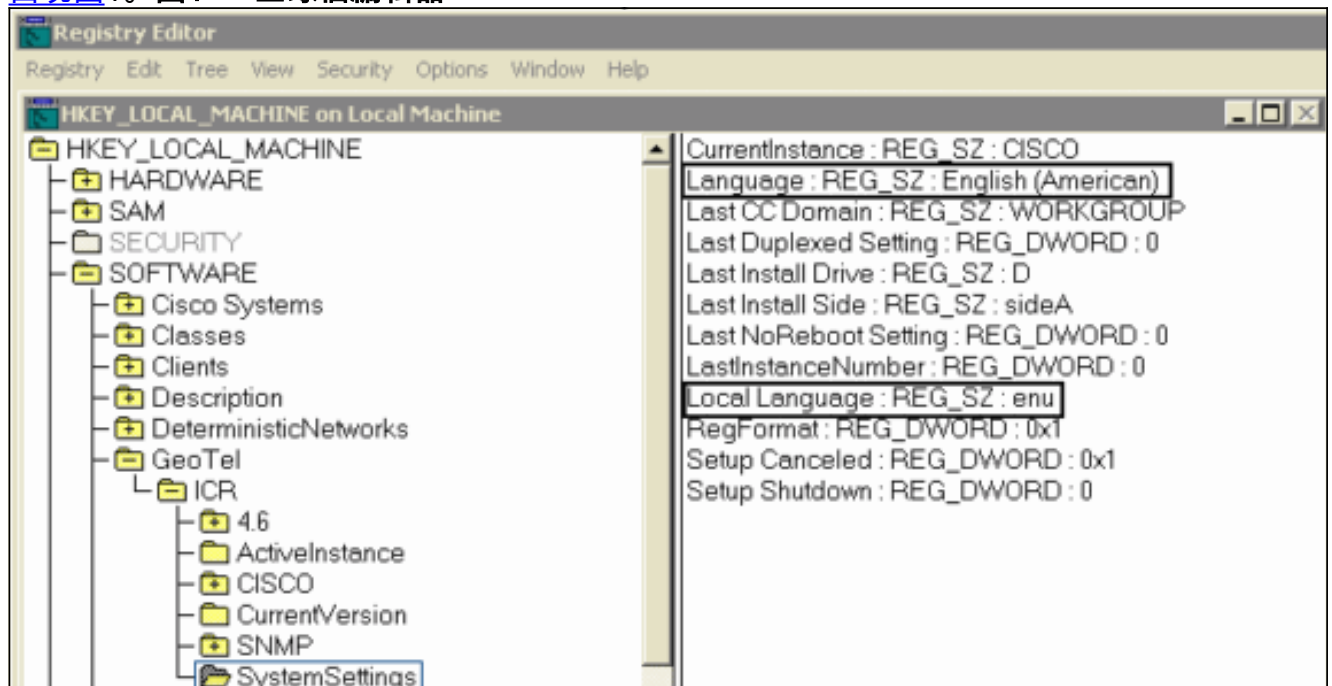 Registry Editor
Registry Edit Tree View Security Options Window Help
HKEY_LOCAL_MACHINE on Local Machine
HKEY_LOCAL_MACHINE
HARDWARE
SAM
SECURITY
SOFTWARE
Cisco Systems
Classes
Clients
Description
DeterministicNetworks
GeoTel
ICR
4.6
ActiveInstance
CISCO
CurrentVersion
SNMP
SystemSettings
CurrentInstance : REG_SZ : CISCO
Language : REG_SZ : English (American)
Last CC Domain : REG_SZ : WORKGROUP
Last Duplexed Setting : REG_DWORD : 0
Last Install Drive : REG_SZ : D
Last Install Side : REG_SZ : sideA
Last NoReboot Setting : REG_DWORD : 0
LastInstanceNumber : REG_DWORD : 0
Local Language : REG_SZ : enu
RegFormat : REG_DWORD : 0x1
Setup Canceled : REG_DWORD : 0x1
Setup Shutdown : REG_DWORD : 0